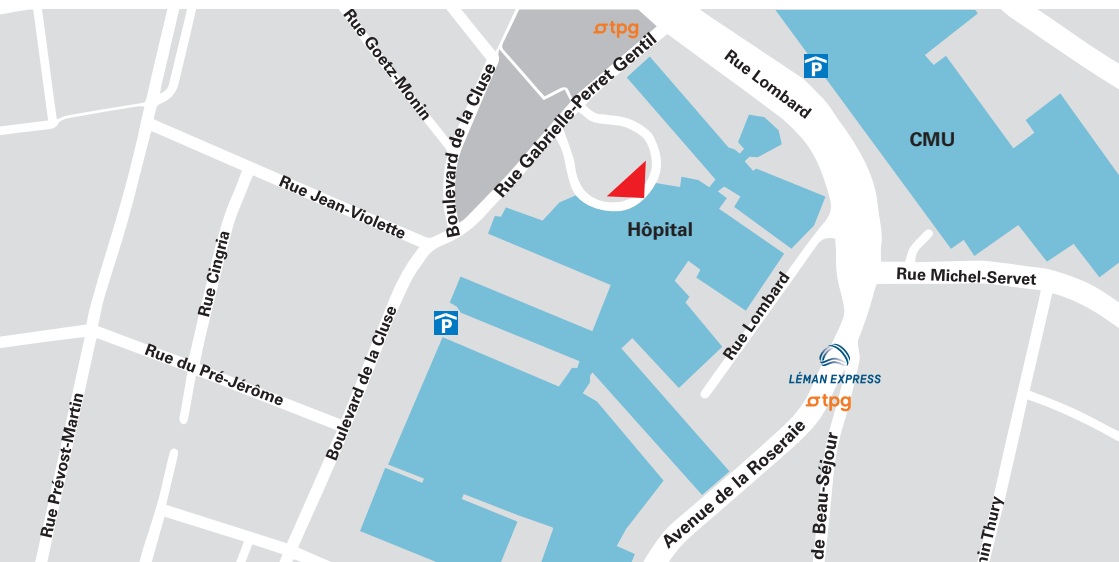 tpg
Rue Goetz-Monin
Boulevard de la Cluse
Rue Gabrielle-Perret Gentil
Rue Lombard
P
CMU
Rue Jean-Violette
Hôpital
Rue Cingria
Rue Michel-Servet
Rue Lombard
P
Boulevard de la Cluse
Rue du Pré-Jérôme
LÉMAN EXPRESS
tpg
Rue Prévost-Martin
Avenue de la Roseraie
de Beau-Séjour
in Thury